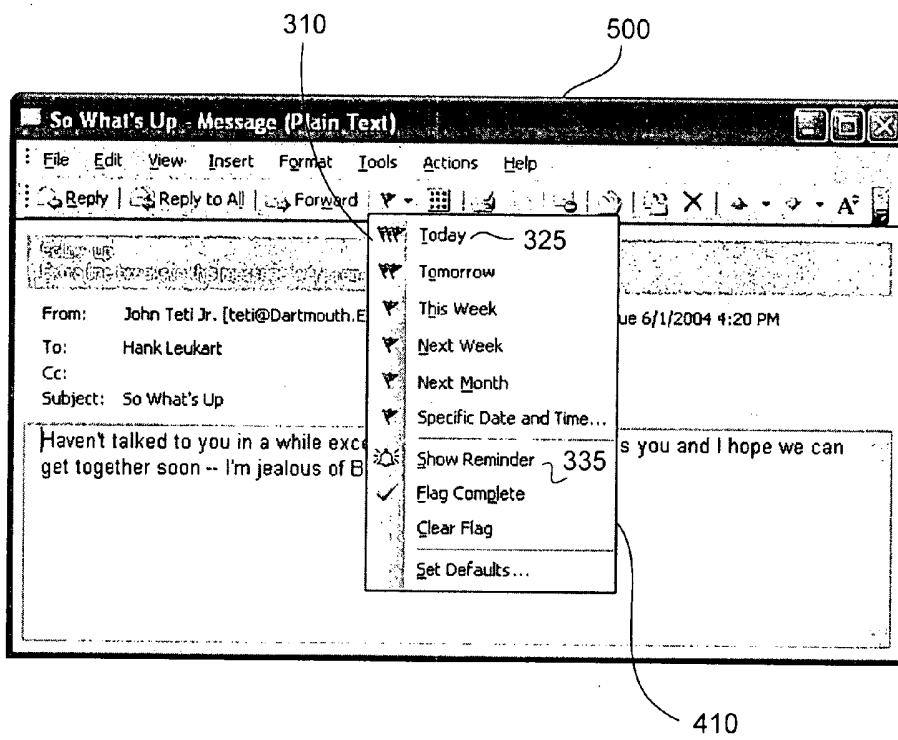 310
500
So What's Up - Message (Plain Text)
File Edit View Insert Format Tools Actions Help
Reply Reply to All Forward
Today 325
Tomorrow
From: John Teti Jr. [teti@Dartmouth.E This Week ue 6/1/2004 4:20 PM
To: Hank Leukart Next Week
Cc: Next Month
Subject: So What's Up Specific Date and Time...
Haven't talked to you in a while exce s you and I hope we can
get together soon -- I'm jealous of B Show Reminder 335
Flag Complete
Clear Flag
Set Defaults...
410